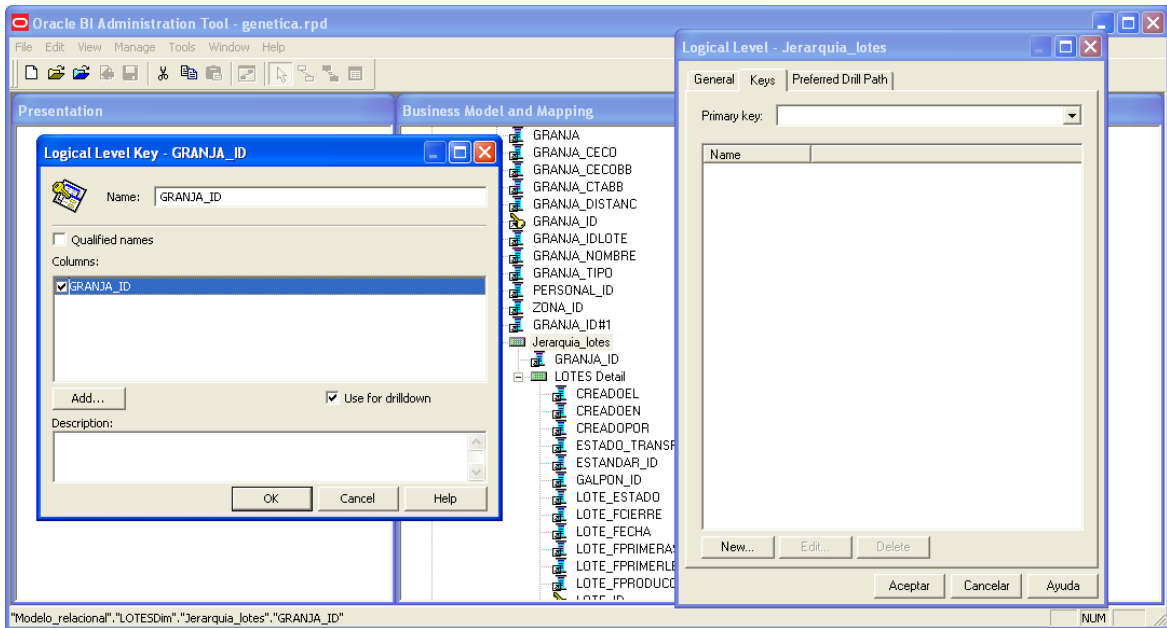 Oracle BI Administration Tool - genetica.rpd
File Edit View Manage Tools Window Help
Presentation
Business Model and Mapping
GRANJA
GRANJA_CECO
GRANJA_CECOBB
GRANJA_CTABB
GRANJA_DISTANC
GRANJA_ID
GRANJA_IDLOTE
GRANJA_NOMBRE
GRANJA_TIPO
PERSONAL_ID
ZONA_ID
GRANJA_ID#1
Jerarquia_lotes
GRANJA_ID
LOTES Detail
CREADOEL
CREADOEN
CREADOPOR
ESTADO_TRANSF
ESTANDAR_ID
GALPON_ID
LOTE_ESTADO
LOTE_FCIERRE
LOTE_FECHA
LOTE_FPRIMERAS
LOTE_FPRIMERLE
LOTE_FPRODUCC
LOTE_ID
Logical Level Key - GRANJA_ID
Name: GRANJA_ID
Qualified names
Columns:
GRANJA_ID
Add... Use for drilldown
Description:
OK Cancel Help
Logical Level - Jerarquia_lotes
General Keys Preferred Drill Path
Primary key:
Name
New... Edit... Delete
Aceptar Cancelar Ayuda
"Modelo_relacional"."LOTESDim"."Jerarquia_lotes"."GRANJA_ID"
NUM